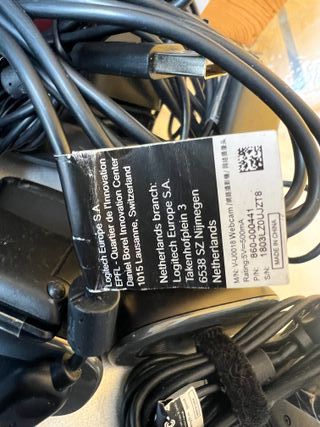 Logitech Europe S.A.
EPFL - Quartier de l'Innovation
Daniel Borel Innovation Center
1015 Lausanne, Switzerland
Netherlands branch:
Logitech Europe S.A.
Takenhofplein 3
6538 SZ Nijmegen
Netherlands
M/N: V-U0018 Webcam
Rating:5V⎓500mA
P/N: 860-000441
S/N: 1803LZ0UJZT8
MADE IN CHINA